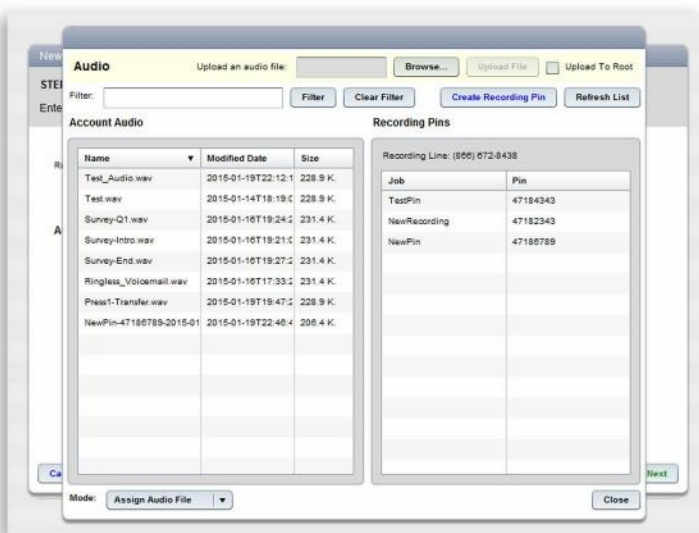 New
Audio Upload an audio file: Browse... Upload File Upload To Root
STE
Filter: Filter Clear Filter Create Recording Pin Refresh List
Ente
Account Audio Recording Pins
Name Modified Date Size
Recording Line: (866) 672-8438
Job Pin
Test_Audio.wav 2015-01-19T22:12:1 228.9 K.
Test.wav 2015-01-14T18:19:0 228.9 K.
Survey-Q1.wav 2015-01-16T19:24:2 231.4 K.
Survey-Intro.wav 2015-01-16T19:21:0 231.4 K.
Survey-End.wav 2015-01-16T19:27:2 231.4 K.
Ringless_Voicemail.wav 2015-01-16T17:33:2 231.4 K.
Press1-Transfer.wav 2015-01-19T19:47:2 228.9 K.
NewPin-47186789-2015-01 2015-01-19T22:46:4 206.4 K.
TestPin 47184343
NewRecording 47182343
NewPin 47186789
Ri
A
Ca
Next
Mode: Assign Audio File Close